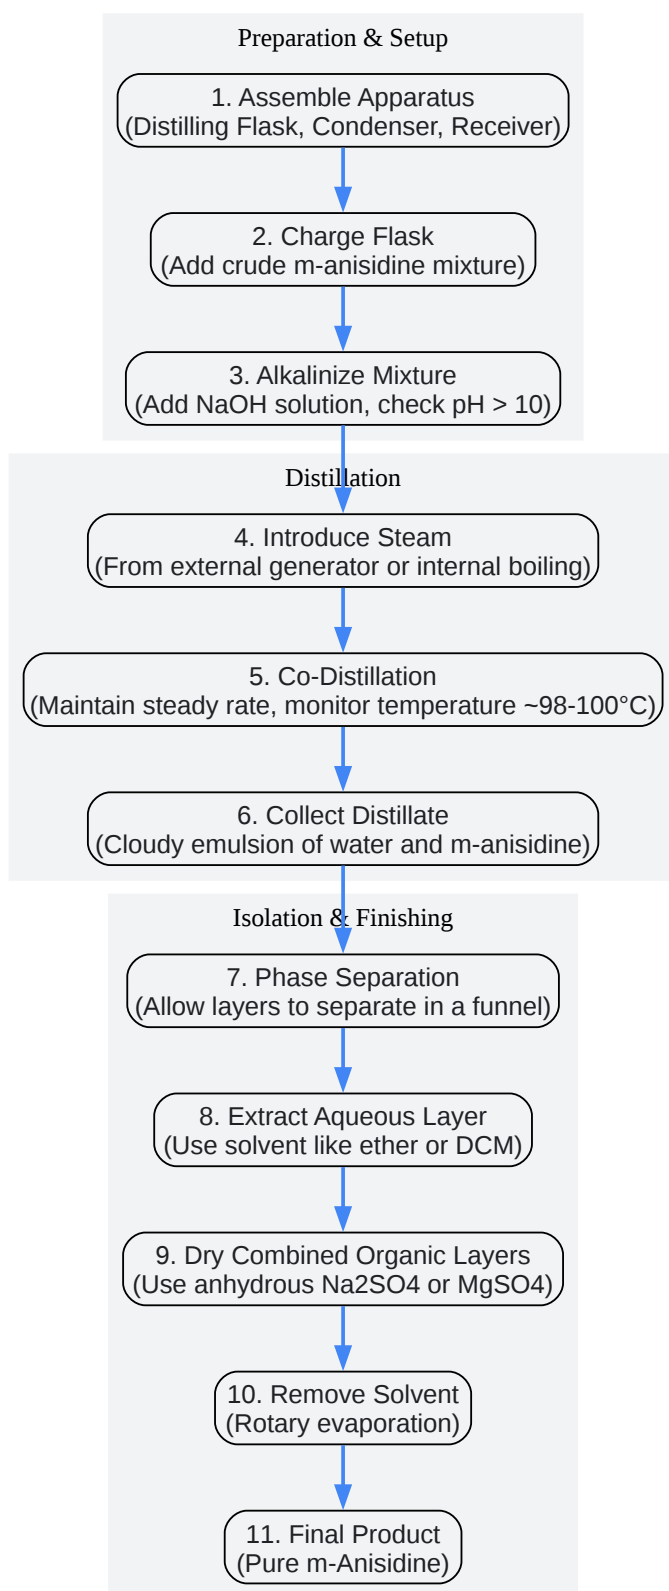 Preparation & Setup
1. Assemble Apparatus
(Distilling Flask, Condenser, Receiver)
2. Charge Flask
(Add crude m-anisidine mixture)
3. Alkalinize Mixture
(Add NaOH solution, check pH > 10)
Distillation
4. Introduce Steam
(From external generator or internal boiling)
5. Co-Distillation
(Maintain steady rate, monitor temperature ~98-100°C)
6. Collect Distillate
(Cloudy emulsion of water and m-anisidine)
Isolation & Finishing
7. Phase Separation
(Allow layers to separate in a funnel)
8. Extract Aqueous Layer
(Use solvent like ether or DCM)
9. Dry Combined Organic Layers
(Use anhydrous Na2SO4 or MgSO4)
10. Remove Solvent
(Rotary evaporation)
11. Final Product
(Pure m-Anisidine)